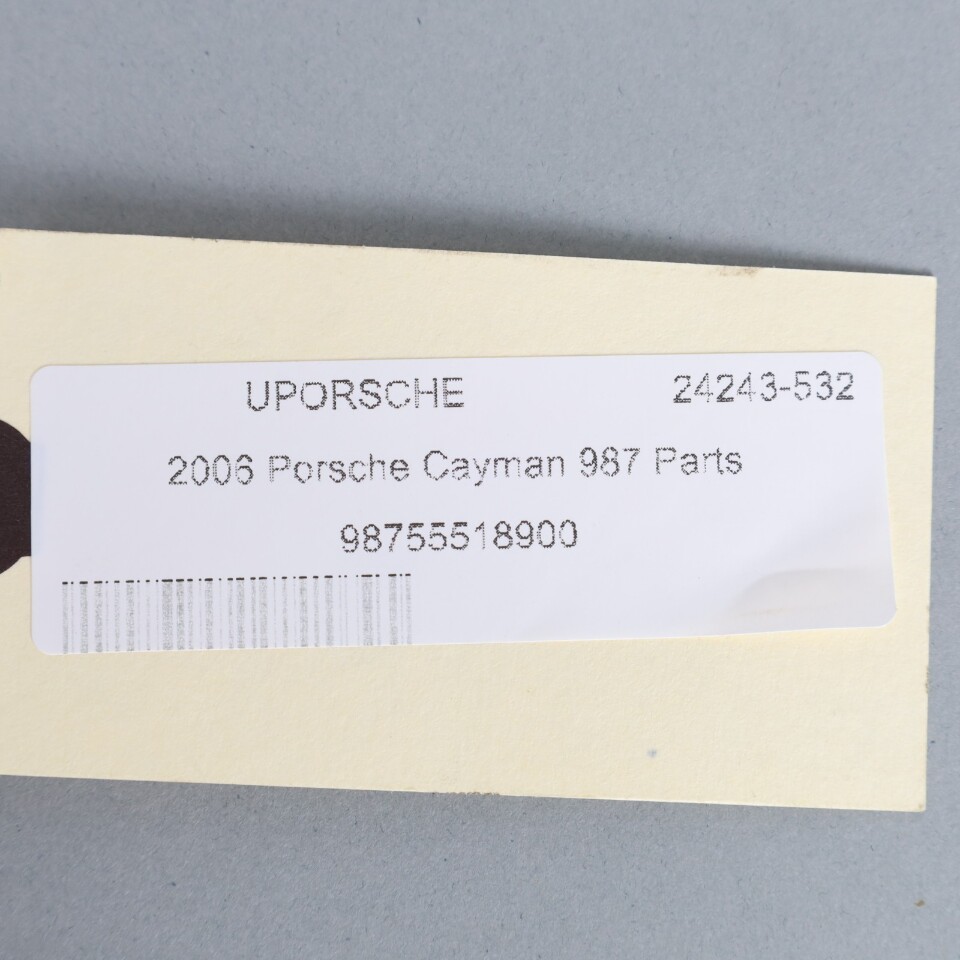 UPORSCHE 24243-532
2006 Porsche Cayman 987 Parts
98755518900